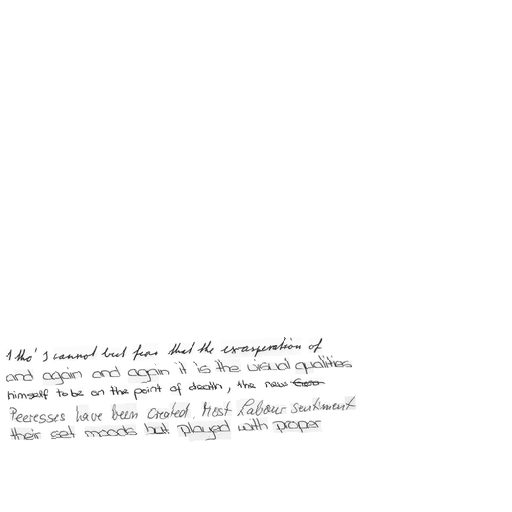 tho' I cannot but fear that the exasperation of
and again and again it is the visual qualities
himself to be on the point of death, the new
Peeresses have been created. Most Labour sentiment
their set moods but played with proper